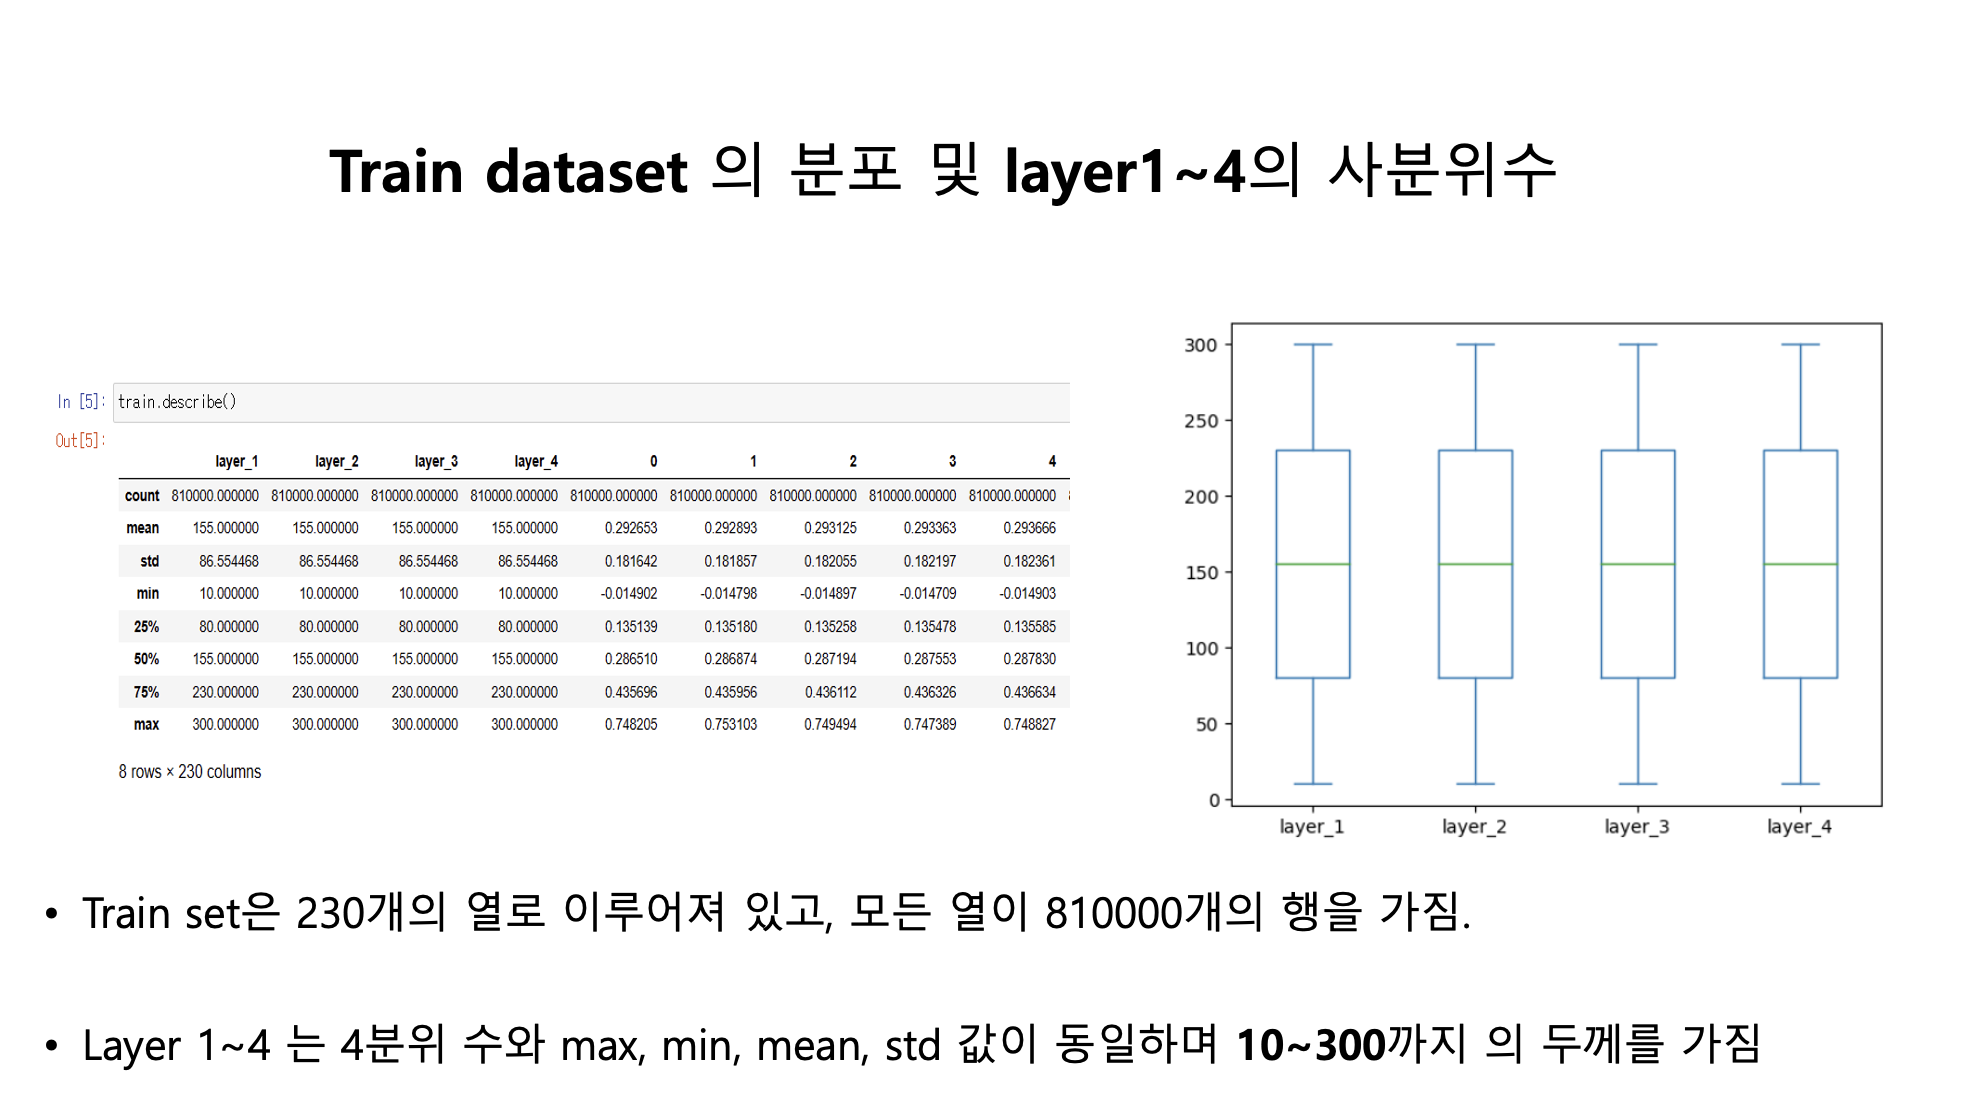 Train dataset 의 분포 및 layer1~4의 사분위수
In [5]: train.describe()
Out[5]:
layer_1 layer_2 layer_3 layer_4 0 1 2 3 4
count 810000.000000 810000.000000 810000.000000 810000.000000 810000.000000 810000.000000 810000.000000 810000.000000 810000.000000
mean 155.000000 155.000000 155.000000 155.000000 0.292653 0.292893 0.293125 0.293363 0.293666
std 86.554468 86.554468 86.554468 86.554468 0.181642 0.181857 0.182055 0.182197 0.182361
min 10.000000 10.000000 10.000000 10.000000 -0.014902 -0.014798 -0.014897 -0.014709 -0.014903
25% 80.000000 80.000000 80.000000 80.000000 0.135139 0.135180 0.135258 0.135478 0.135585
50% 155.000000 155.000000 155.000000 155.000000 0.286510 0.286874 0.287194 0.287553 0.287830
75% 230.000000 230.000000 230.000000 230.000000 0.435696 0.435956 0.436112 0.436326 0.436634
max 300.000000 300.000000 300.000000 300.000000 0.748205 0.753103 0.749494 0.747389 0.748827
8 rows × 230 columns
300
250
200
150
100
50
0
layer_1 layer_2 layer_3 layer_4
• Train set은 230개의 열로 이루어져 있고, 모든 열이 810000개의 행을 가짐.
• Layer 1~4 는 4분위 수와 max, min, mean, std 값이 동일하며 10~300까지 의 두께를 가짐